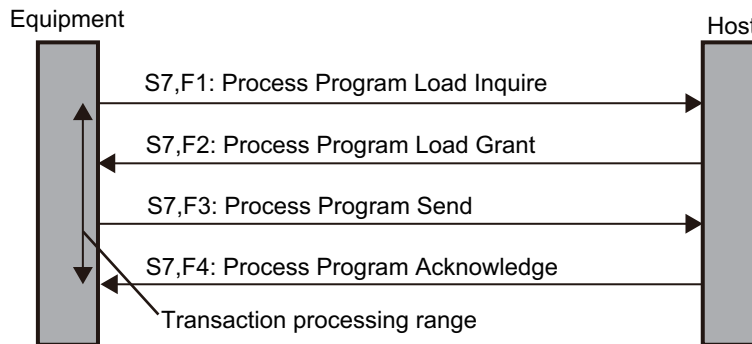 Equipment
Host
S7,F1: Process Program Load Inquire
S7,F2: Process Program Load Grant
S7,F3: Process Program Send
S7,F4: Process Program Acknowledge
Transaction processing range